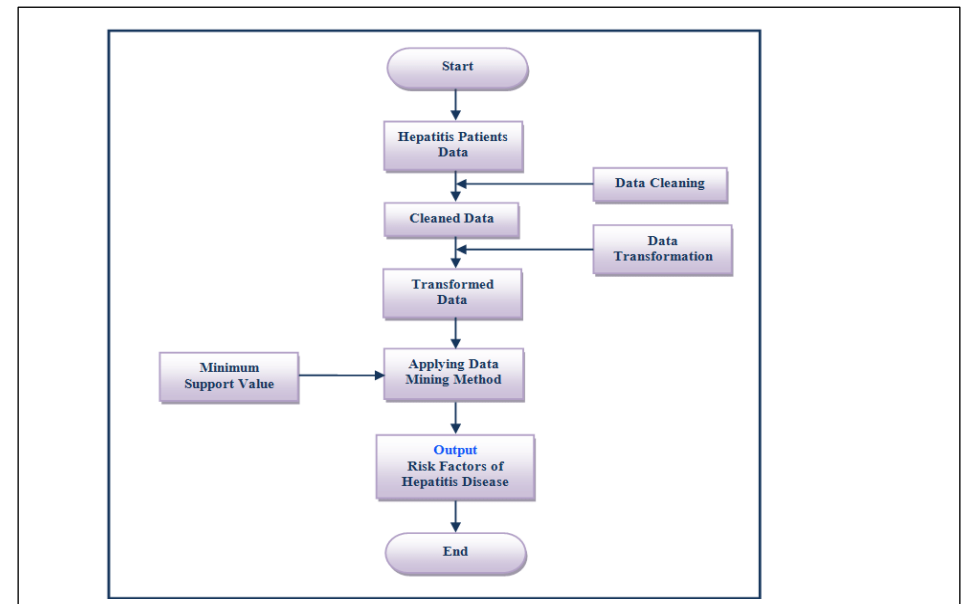 Start
Hepatitis Patients
Data
Data Cleaning
Cleaned Data
Data
Transformation
Transformed
Data
Minimum
Support Value
Applying Data
Mining Method
Output
Risk Factors of
Hepatitis Disease
End